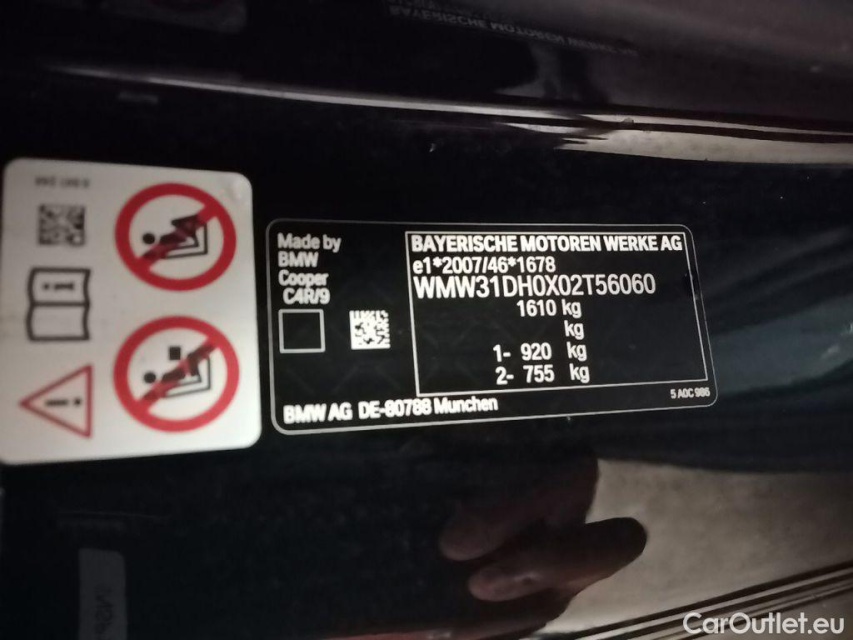 Made by
BMW
Cooper
C4R/9
BAYERISCHE MOTOREN WERKE AG
e1*2007/46*1678
WMW31DH0X02T56060
1610 kg
kg
1- 920 kg
2- 755 kg
BMW AG DE-80788 Munchen
5 A0C 986
CarOutlet.eu